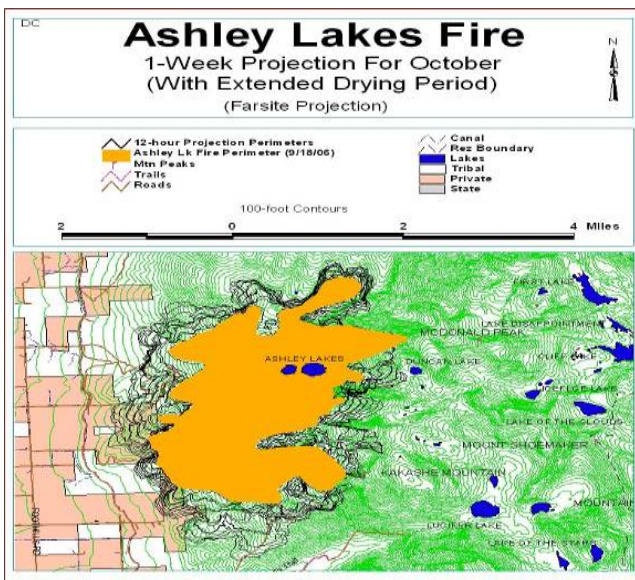 DC
Ashley Lakes Fire
1-Week Projection For October
(With Extended Drying Period)
(Farsite Projection)
N
12-hour Projection Perimeters
Ashley Lk Fire Perimeter (9/18/06)
Mtn Peaks
Trails
Roads
Canal
Rez Boundary
Lakes
Tribal
Private
State
100-foot Contours
2 0 2 4 Miles
FIRST LAKE
LAKE DISAPPOINTMENT
MCDONALD PEAK
ASHLEY LAKES
DUNCAN LAKE
CLIFF LAKE
LAKE OF THE CLOUDS
MOUNT SHOEMAKER
KAKASHE MOUNTAIN
MOUNTAIN
LUCIFER LAKE
LAKE OF THE STARS